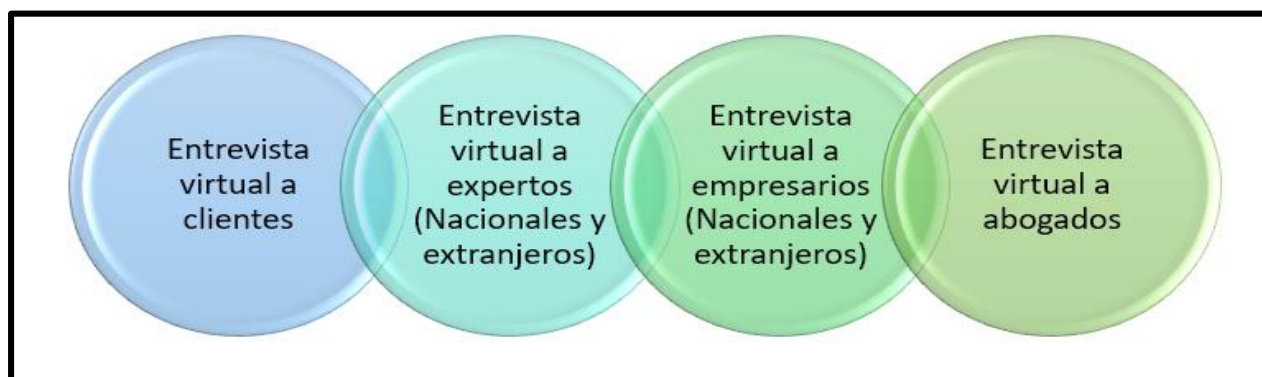 Entrevista
virtual a
clientes
Entrevista
virtual a
expertos
(Nacionales y
extranjeros)
Entrevista
virtual a
empresarios
(Nacionales y
extranjeros)
Entrevista
virtual a
abogados